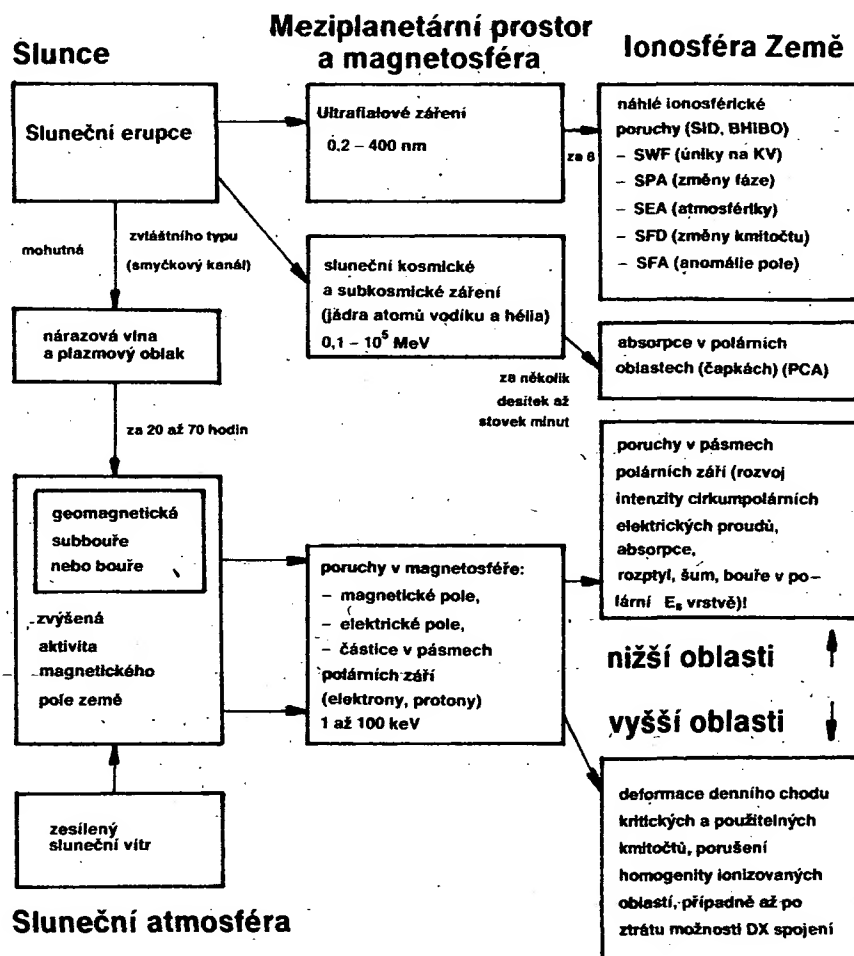 Slunce
Meziplanetární prostor
a magnetosféra
Ionosféra Země
Sluneční erupce
Ultrafialové záření
0,2 – 400 nm
za 8
náhlé ionosférické
poruchy (SID, BHIBO)
– SWF (úniky na KV)
– SPA (změny fáze)
– SEA (atmosfériky)
– SFD (změny kmitočtu)
– SFA (anomálie pole)
mohutná
zvláštního typu
(smyčkový kanál)
sluneční kosmické
a subkosmické záření
(jádra atomů vodíku a hélia)
0,1 – 10⁵ MeV
za několik
desítek až
stovek minut
absorpce v polárních
oblastech (čapkách) (PCA)
nárazová vlna
a plazmový oblak
za 20 až 70 hodin
geomagnetická
subbouře
nebo bouře
zvýšená
aktivita
magnetického
pole země
poruchy v magnetosféře:
– magnetické pole,
– elektrické pole,
– částice v pásmech
polárních září
(elektrony, protony)
1 až 100 keV
poruchy v pásmech
polárních září (rozvoj
intenzity cirkumpolárních
elektrických proudů,
absorpce,
rozptyl, šum, bouře v po–
lární Eₛ vrstvě)!
nižší oblasti
vyšší oblasti
zesílený
sluneční vítr
Sluneční atmosféra
deformace denního chodu
kritických a použitelných
kmitočtů, porušení
homogenity ionizovaných
oblastí, případně až po
ztrátu možnosti DX spojení